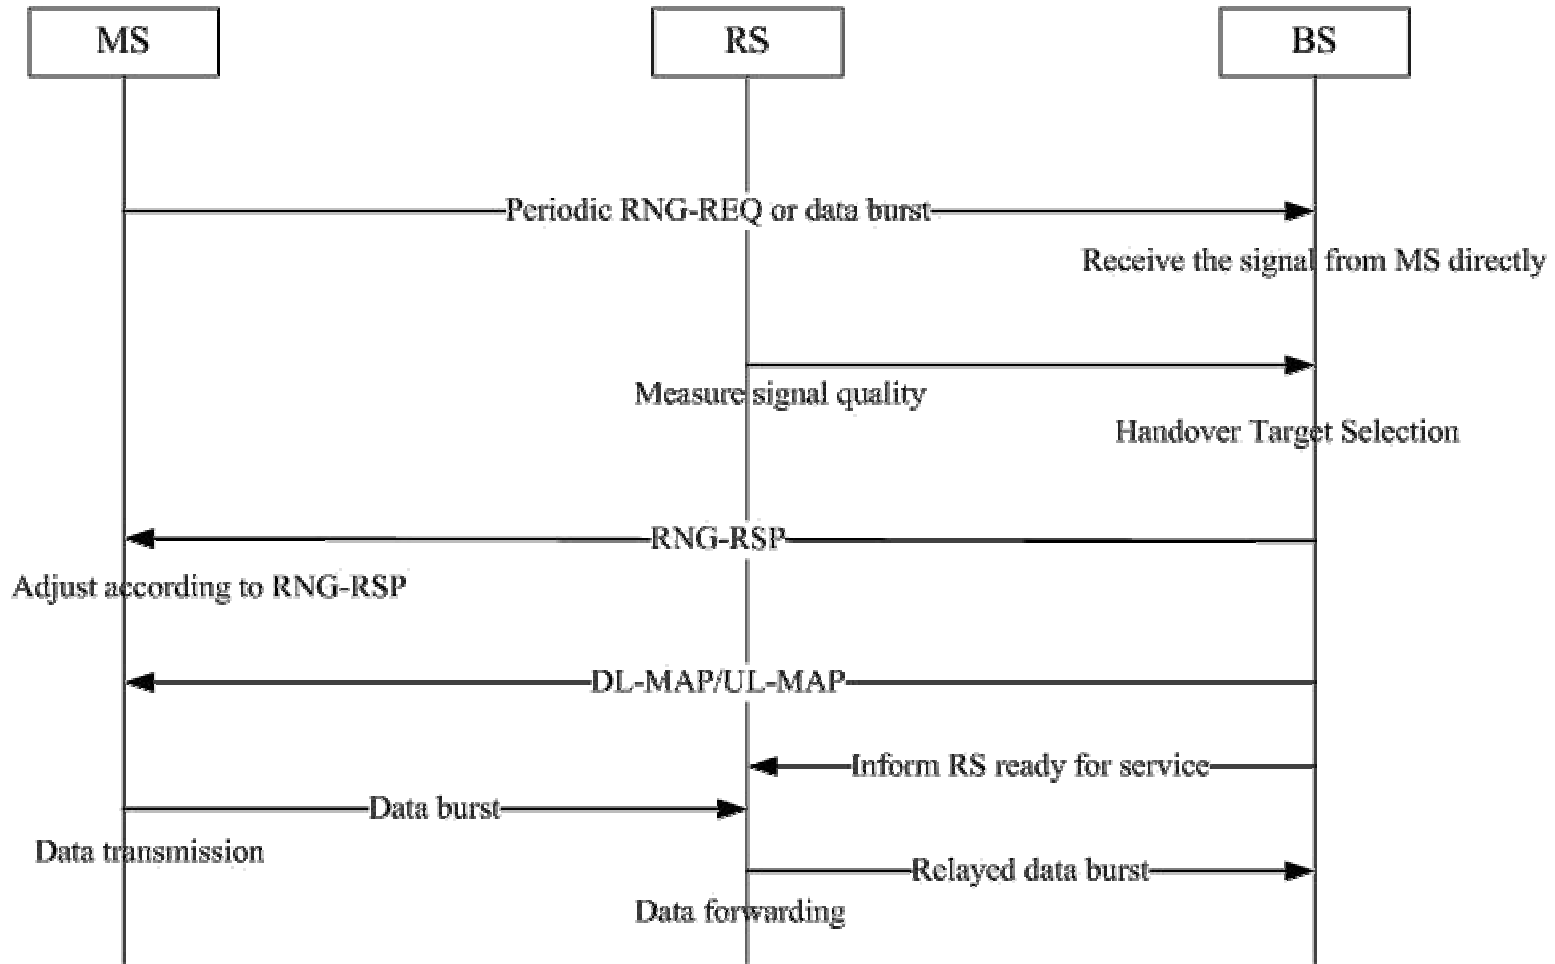 MS
RS
BS
Periodic RNG-REQ or data burst
Receive the signal from MS directly
Measure signal quality
Handover Target Selection
RNG-RSP
Adjust according to RNG-RSP
DL-MAP/UL-MAP
Inform RS ready for service
Data burst
Data transmission
Relayed data burst
Data forwarding